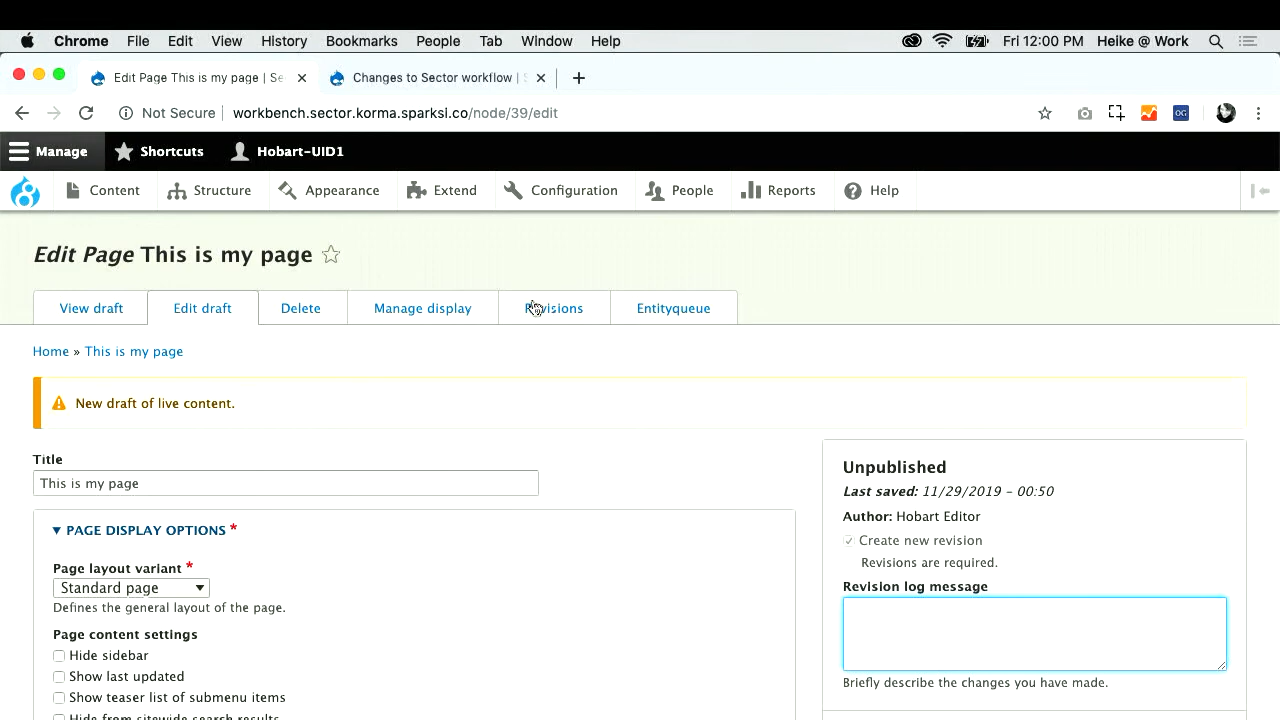 Chrome File Edit View History Bookmarks People Tab Window Help Fri 12:00 PM Heike @ Work
Edit Page This is my page | Se Changes to Sector workflow |
Not Secure workbench.sector.korma.sparksi.co/node/39/edit OG
Manage Shortcuts Hobart-UID1
Content Structure Appearance Extend Configuration People Reports Help
Edit Page This is my page
View draft Edit draft Delete Manage display Revisions Entityqueue
Home » This is my page
New draft of live content.
Title
This is my page
PAGE DISPLAY OPTIONS *
Page layout variant *
Standard page
Defines the general layout of the page.
Page content settings
Hide sidebar
Show last updated
Show teaser list of submenu items
Hide from sitewide search results
Unpublished
Last saved: 11/29/2019 - 00:50
Author: Hobart Editor
Create new revision
Revisions are required.
Revision log message
Briefly describe the changes you have made.